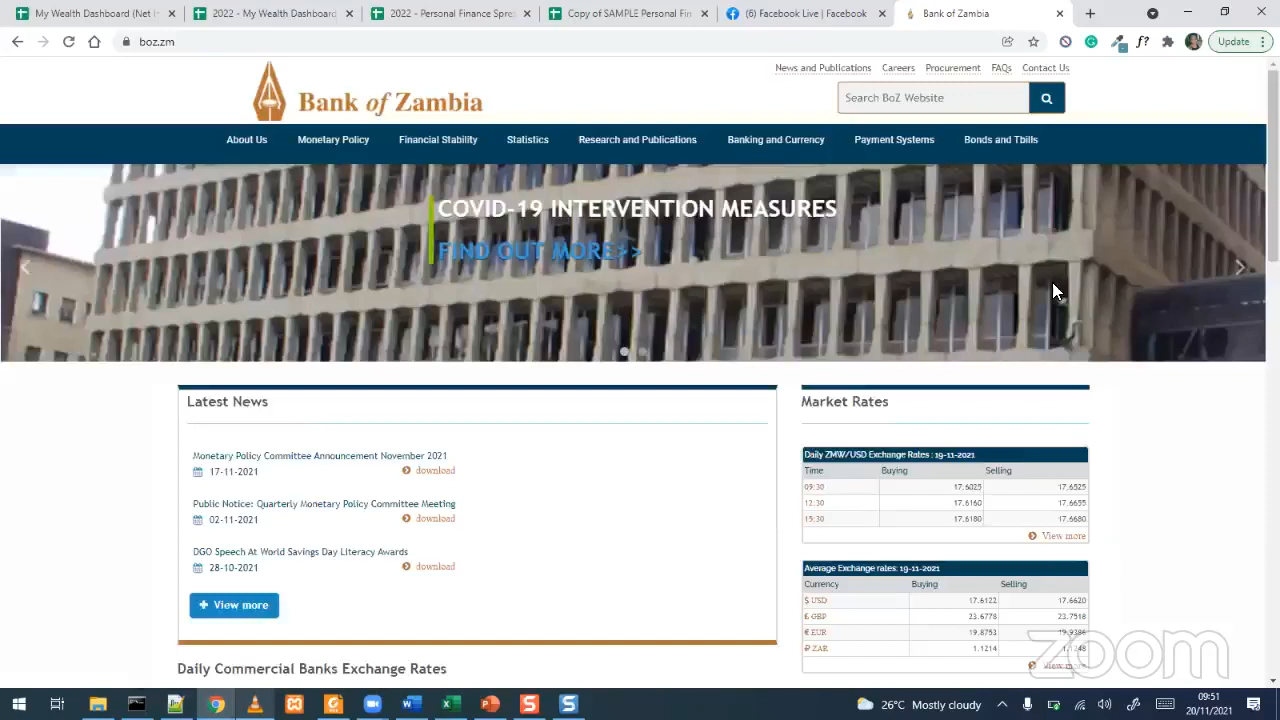 My Wealth Dashboard (Net
2022 - My Wealth Dashboard
2022 - Personal Finance Spre
Copy of SAMPLE Personal Fin
(6) Facebook Live | Facebook
Bank of Zambia
boz.zm
Update
News and Publications Careers Procurement FAQs Contact Us
Bank of Zambia
Search BoZ Website
About Us Monetary Policy Financial Stability Statistics Research and Publications Banking and Currency Payment Systems Bonds and Tbills
COVID-19 INTERVENTION MEASURES
FIND OUT MORE>>
Latest News
Monetary Policy Committee Announcement November 2021
17-11-2021 download
Public Notice: Quarterly Monetary Policy Committee Meeting
02-11-2021 download
DGO Speech At World Savings Day Literacy Awards
28-10-2021 download
+ View more
Market Rates
Daily ZMW/USD Exchange Rates : 19-11-2021
Time Buying Selling
09:30 17.6025 17.6525
12:30 17.6160 17.6655
15:30 17.6180 17.6680
View more
Average Exchange rates: 19-11-2021
Currency Buying Selling
$ USD 17.6122 17.6620
£ GBP 23.6778 23.7518
€ EUR 19.8753 19.9386
₽ ZAR 1.1214 1.1248
View more
zoom
Daily Commercial Banks Exchange Rates
26°C Mostly cloudy
09:51
20/11/2021